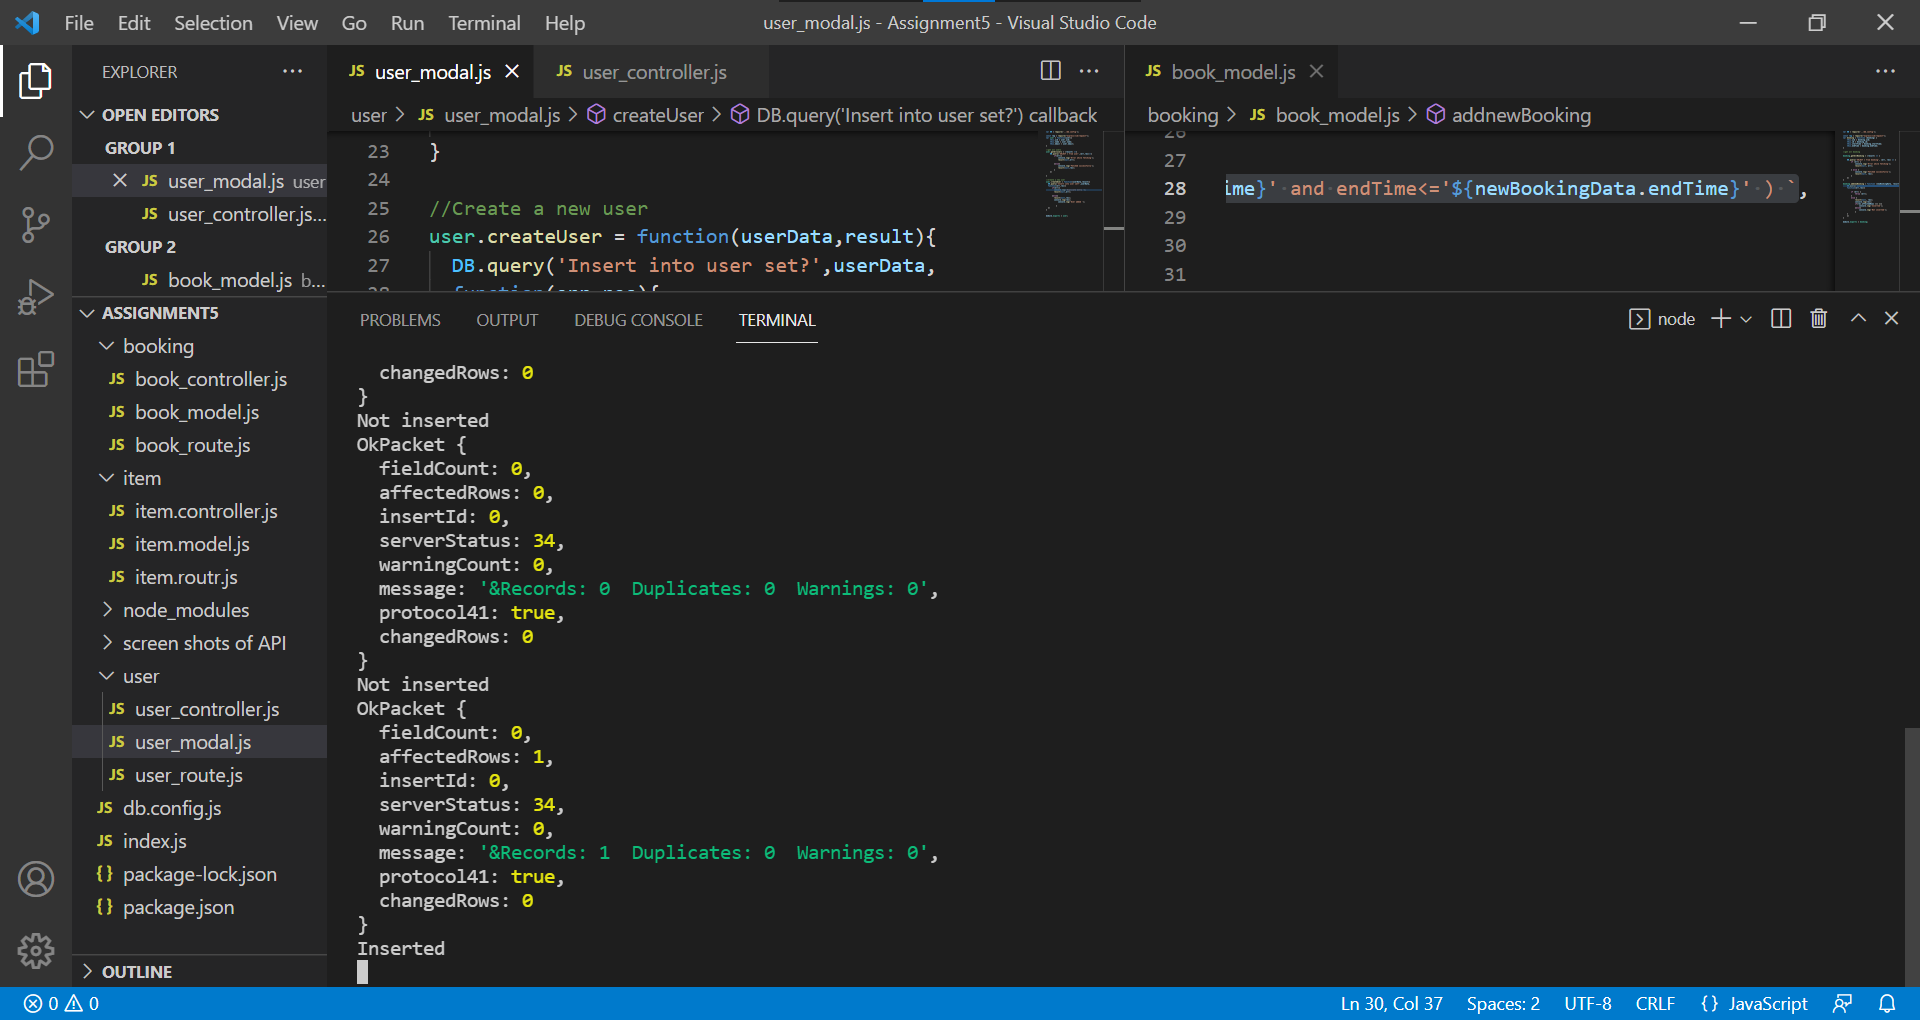 File Edit Selection View Go Run Terminal Help
user_modal.js - Assignment5 - Visual Studio Code
EXPLORER
OPEN EDITORS
GROUP 1
JS user_modal.js user
JS user_controller.js...
GROUP 2
JS book_model.js b...
ASSIGNMENT5
booking
JS book_controller.js
JS book_model.js
JS book_route.js
item
JS item.controller.js
JS item.model.js
JS item.routr.js
node_modules
screen shots of API
user
JS user_controller.js
JS user_modal.js
JS user_route.js
JS db.config.js
JS index.js
{} package-lock.json
{} package.json
OUTLINE
JS user_modal.js
JS user_controller.js
user > JS user_modal.js > createUser > DB.query('Insert into user set?') callback
23 }
24
25 //Create a new user
26 user.createUser = function(userData,result){
27 DB.query('Insert into user set?',userData,
28 function(err,res){
JS book_model.js
booking > JS book_model.js > addnewBooking
26
27
28 ime}' and endTime<='${newBookingData.endTime}' ) `,
29
30
31
PROBLEMS OUTPUT DEBUG CONSOLE TERMINAL
node
changedRows: 0
}
Not inserted
OkPacket {
fieldCount: 0,
affectedRows: 0,
insertId: 0,
serverStatus: 34,
warningCount: 0,
message: '&Records: 0  Duplicates: 0  Warnings: 0',
protocol41: true,
changedRows: 0
}
Not inserted
OkPacket {
fieldCount: 0,
affectedRows: 1,
insertId: 0,
serverStatus: 34,
warningCount: 0,
message: '&Records: 1  Duplicates: 0  Warnings: 0',
protocol41: true,
changedRows: 0
}
Inserted
0 0
Ln 30, Col 37 Spaces: 2 UTF-8 CRLF {} JavaScript